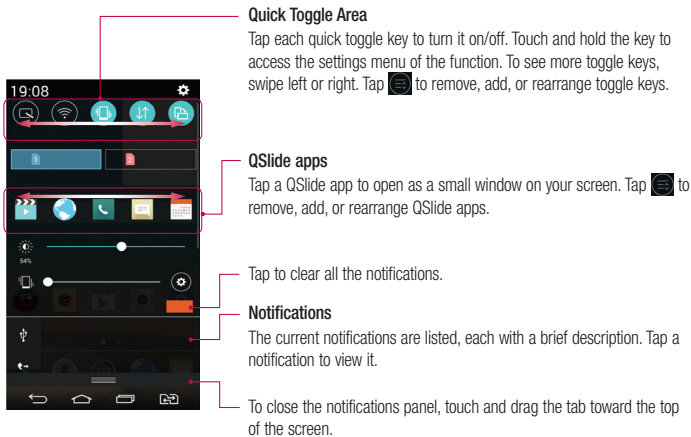 Quick Toggle Area
Tap each quick toggle key to turn it on/off. Touch and hold the key to
access the settings menu of the function. To see more toggle keys,
swipe left or right. Tap to remove, add, or rearrange toggle keys.
19:08
1
2
QSlide apps
Tap a QSlide app to open as a small window on your screen. Tap to
remove, add, or rearrange QSlide apps.
54%
Tap to clear all the notifications.
Notifications
The current notifications are listed, each with a brief description. Tap a
notification to view it.
To close the notifications panel, touch and drag the tab toward the top
of the screen.